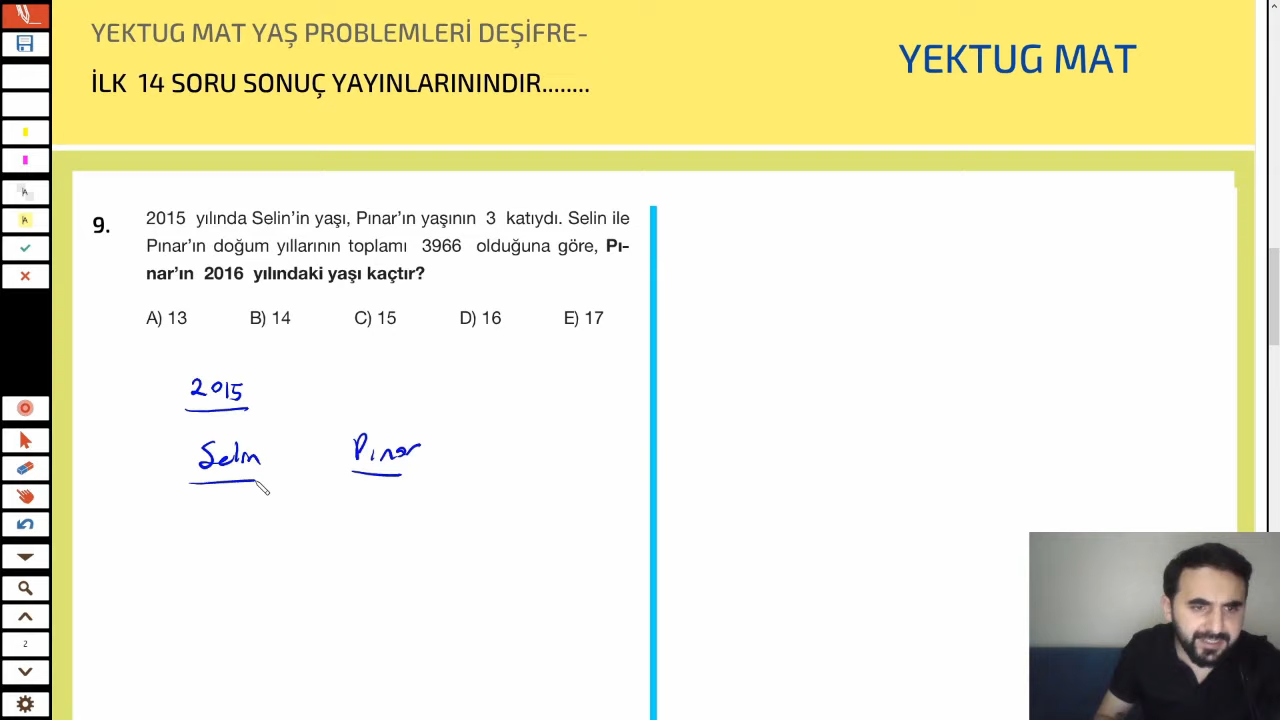 YEKTUG MAT YAŞ PROBLEMLERİ DEŞİFRE-
İLK 14 SORU SONUÇ YAYINLARININDIR........
YEKTUG MAT
9.
2015 yılında Selin'in yaşı, Pınar'ın yaşının 3 katıydı. Selin ile
Pınar'ın doğum yıllarının toplamı 3966 olduğuna göre, Pı-
nar'ın 2016 yılındaki yaşı kaçtır?
A) 13 B) 14 C) 15 D) 16 E) 17
2015
Selin Pınar
2